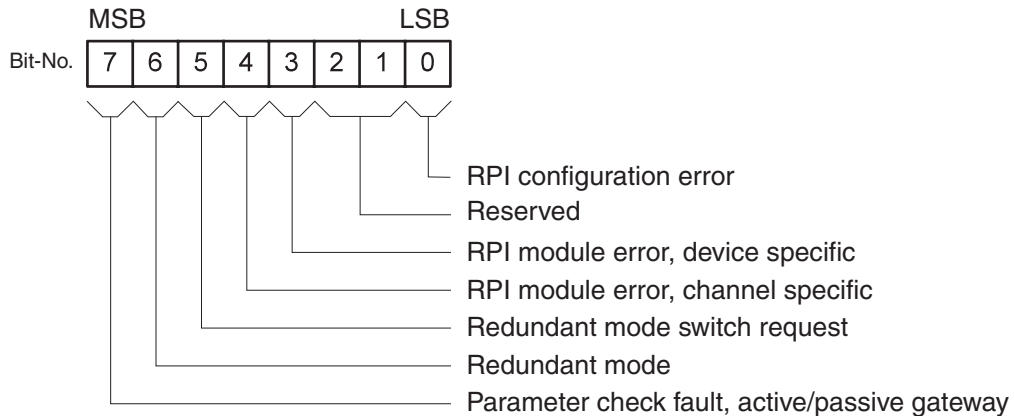 MSB LSB
Bit-No. 7 6 5 4 3 2 1 0
RPI configuration error
Reserved
RPI module error, device specific
RPI module error, channel specific
Redundant mode switch request
Redundant mode
Parameter check fault, active/passive gateway